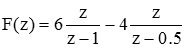 F(z) = 6 z/(z−1) − 4 z/(z−0.5)